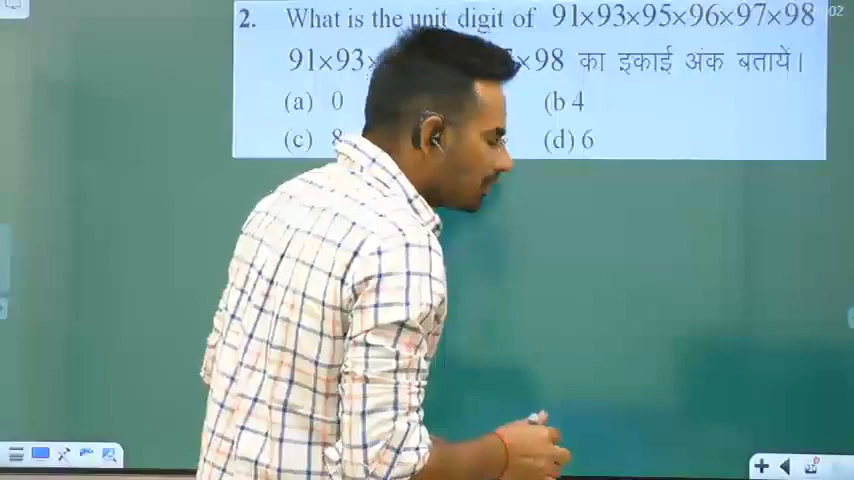 2. What is the unit digit of 91×93×95×96×97×98
91×93× ×98 का इकाई अंक बतायें।
(a) 0 (b 4
(c) 8 (d) 6
02